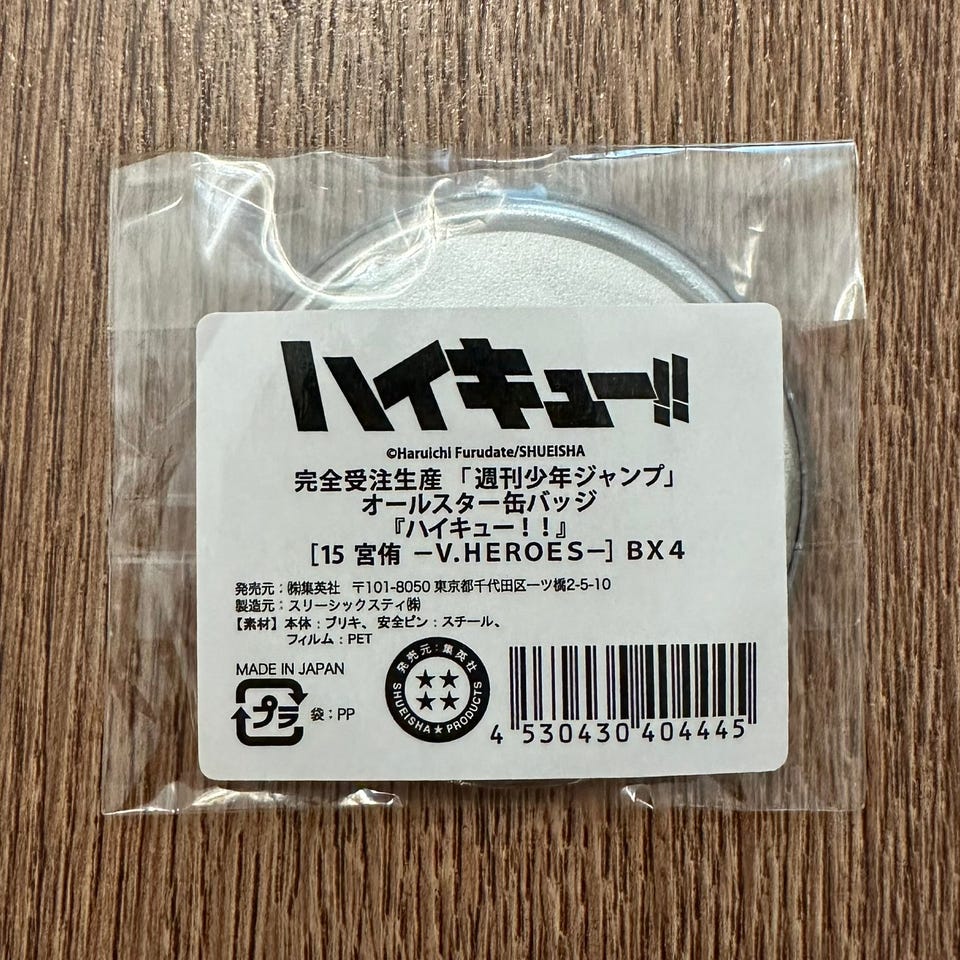 ハイキュー!!
©Haruichi Furudate/SHUEISHA
完全受注生産 「週刊少年ジャンプ」
オールスター缶バッジ
『ハイキュー！！』
[15 宮侑 −V.HEROES−] BX4
発売元：㈱集英社 〒101-8050 東京都千代田区一ツ橋2-5-10
製造元：スリーシックスティ㈱
【素材】本体：ブリキ、安全ピン：スチール、
フィルム：PET
MADE IN JAPAN
プラ 袋：PP
発売元：集英社
SHUEISHA★PRODUCTS
4 530430 404445